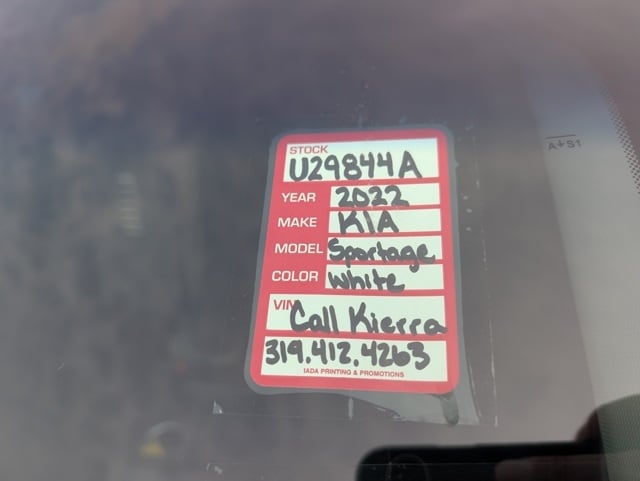 STOCK
U29844A
YEAR 2022
MAKE KIA
MODEL Sportage
COLOR White
VIN Call Kierra
319.412.4263
IADA PRINTING & PROMOTIONS
AS1